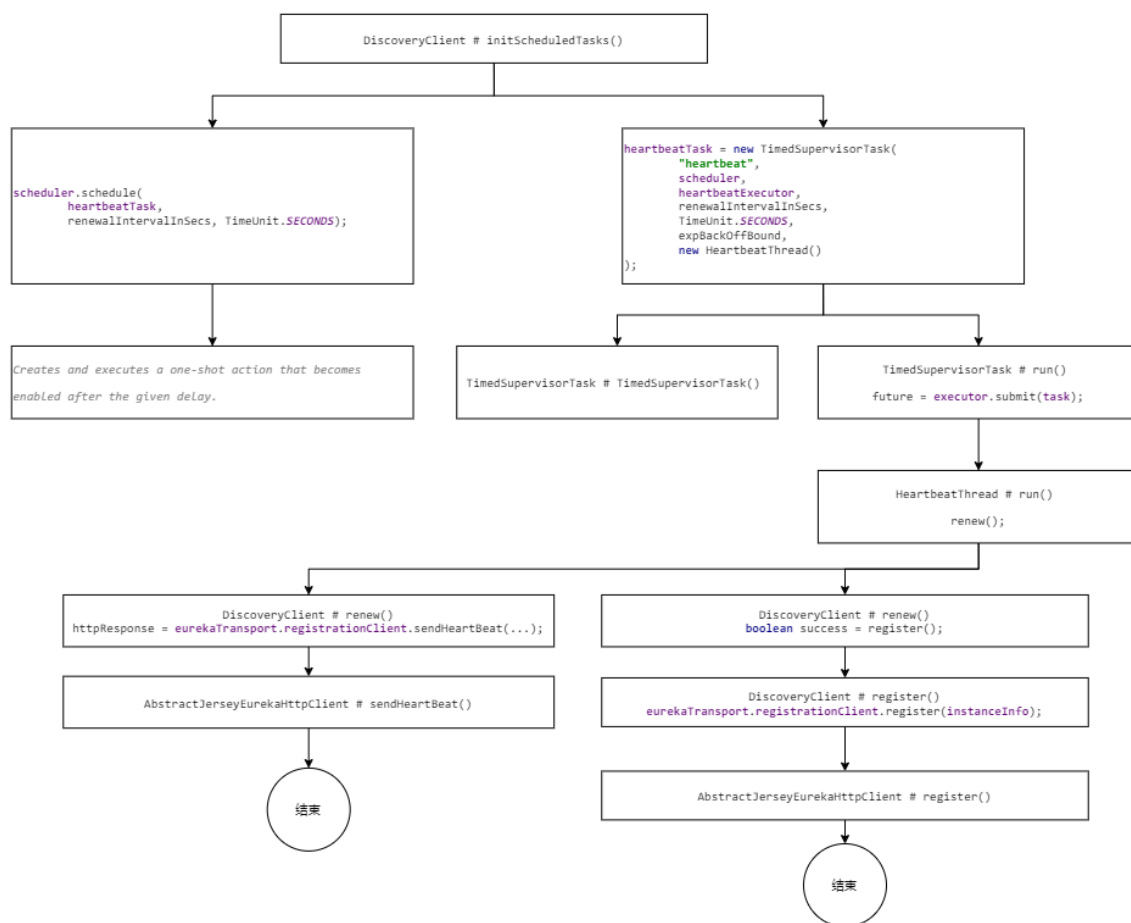 DiscoveryClient # initScheduledTasks()
scheduler.schedule(
heartbeatTask,
renewalIntervalInSecs, TimeUnit.SECONDS);
heartbeatTask = new TimedSupervisorTask(
"heartbeat",
scheduler,
heartbeatExecutor,
renewalIntervalInSecs,
TimeUnit.SECONDS,
expBackOffBound,
new HeartbeatThread()
);
Creates and executes a one-shot action that becomes
enabled after the given delay.
TimedSupervisorTask # TimedSupervisorTask()
TimedSupervisorTask # run()
future = executor.submit(task);
HeartbeatThread # run()
renew();
DiscoveryClient # renew()
httpResponse = eurekaTransport.registrationClient.sendHeartBeat(...);
DiscoveryClient # renew()
boolean success = register();
AbstractJerseyEurekaHttpClient # sendHeartBeat()
DiscoveryClient # register()
eurekaTransport.registrationClient.register(instanceInfo);
结束
AbstractJerseyEurekaHttpClient # register()
结束